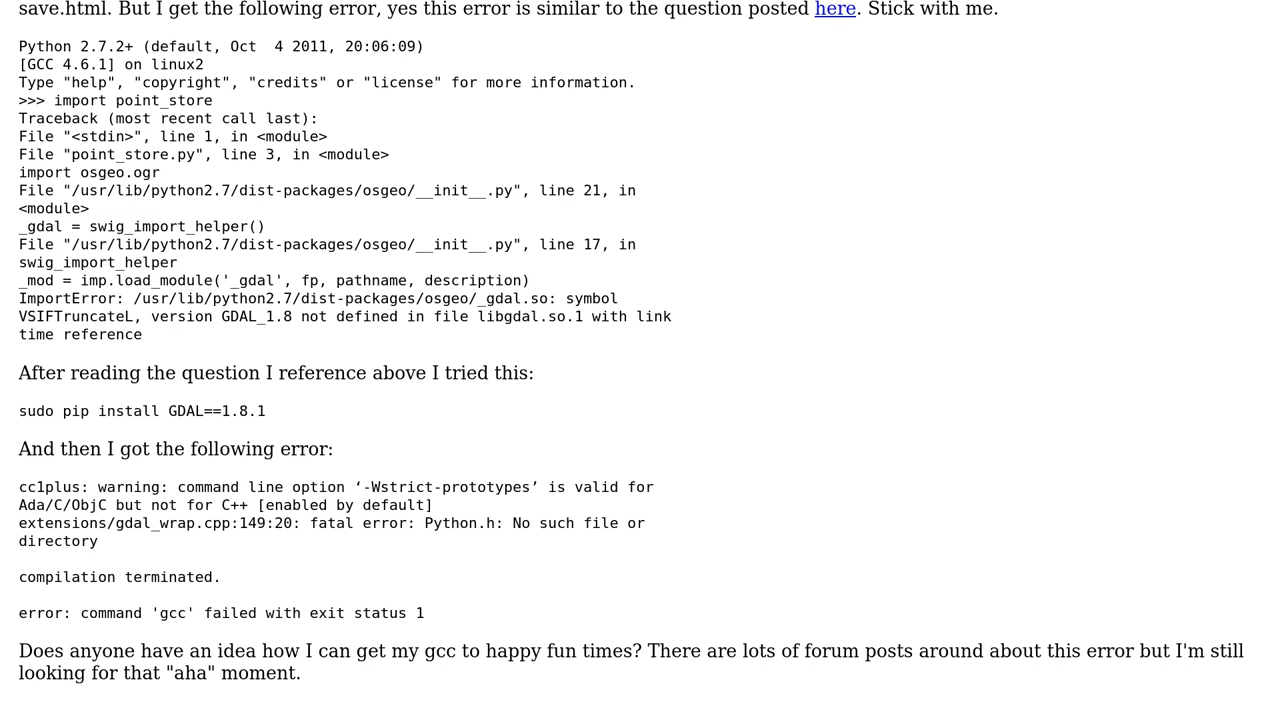 save.html. But I get the following error, yes this error is similar to the question posted here. Stick with me.
Python 2.7.2+ (default, Oct  4 2011, 20:06:09)
[GCC 4.6.1] on linux2
Type "help", "copyright", "credits" or "license" for more information.
>>> import point_store
Traceback (most recent call last):
File "<stdin>", line 1, in <module>
File "point_store.py", line 3, in <module>
import osgeo.ogr
File "/usr/lib/python2.7/dist-packages/osgeo/__init__.py", line 21, in
<module>
_gdal = swig_import_helper()
File "/usr/lib/python2.7/dist-packages/osgeo/__init__.py", line 17, in
swig_import_helper
_mod = imp.load_module('_gdal', fp, pathname, description)
ImportError: /usr/lib/python2.7/dist-packages/osgeo/_gdal.so: symbol
VSIFTruncateL, version GDAL_1.8 not defined in file libgdal.so.1 with link
time reference
After reading the question I reference above I tried this:
sudo pip install GDAL==1.8.1
And then I got the following error:
cc1plus: warning: command line option ‘-Wstrict-prototypes’ is valid for
Ada/C/ObjC but not for C++ [enabled by default]
extensions/gdal_wrap.cpp:149:20: fatal error: Python.h: No such file or
directory
compilation terminated.
error: command 'gcc' failed with exit status 1
Does anyone have an idea how I can get my gcc to happy fun times? There are lots of forum posts around about this error but I'm still
looking for that "aha" moment.